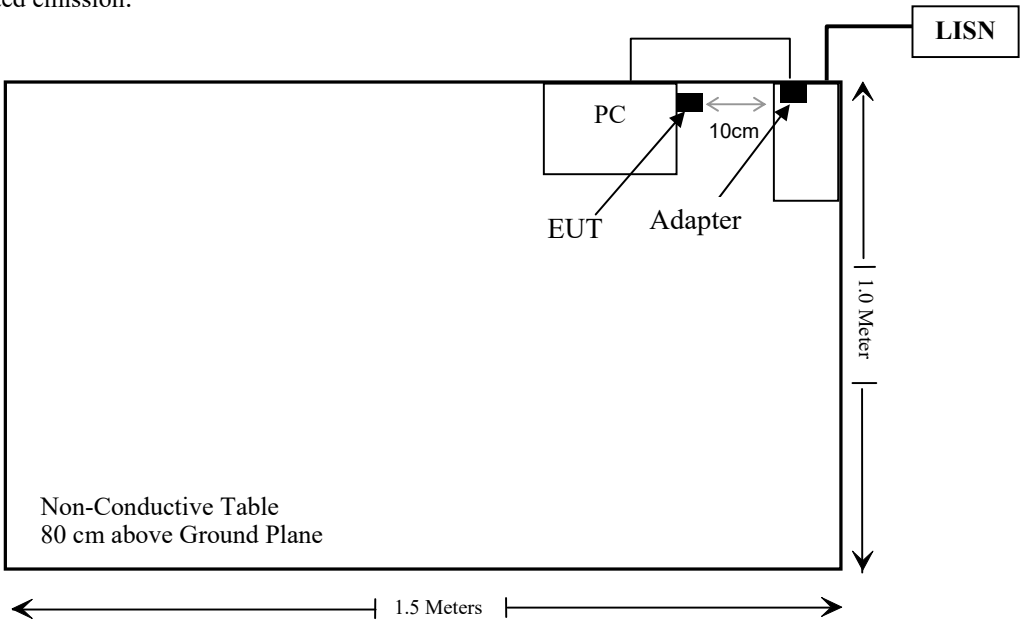 emission.
LISN
PC
10cm
EUT
Adapter
1.0 Meter
Non-Conductive Table
80 cm above Ground Plane
1.5 Meters